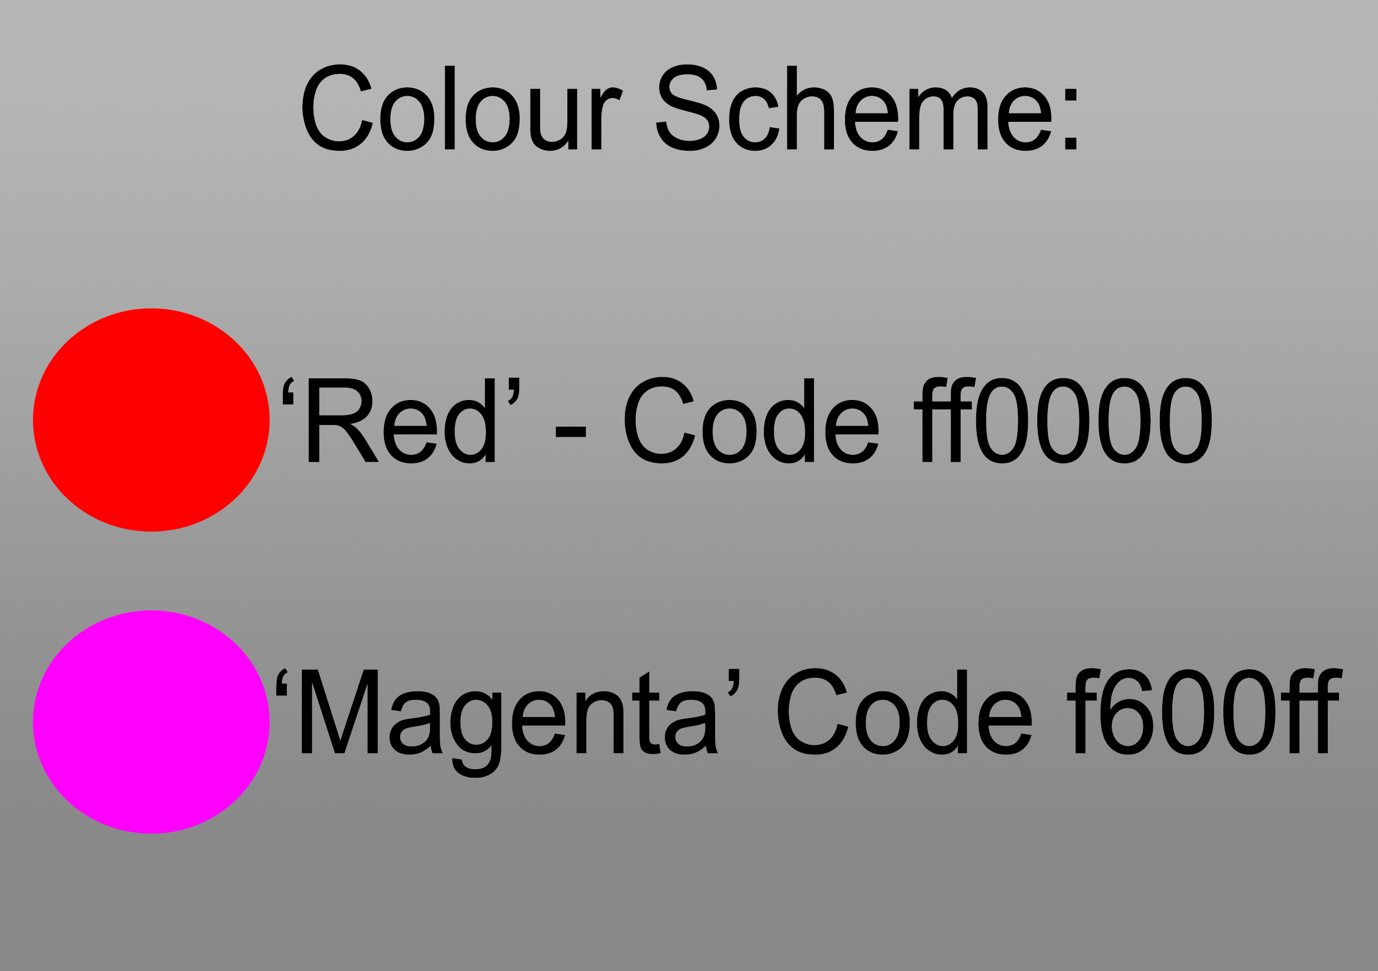 Colour Scheme:
‘Red’ - Code ff0000
‘Magenta’ Code f600ff